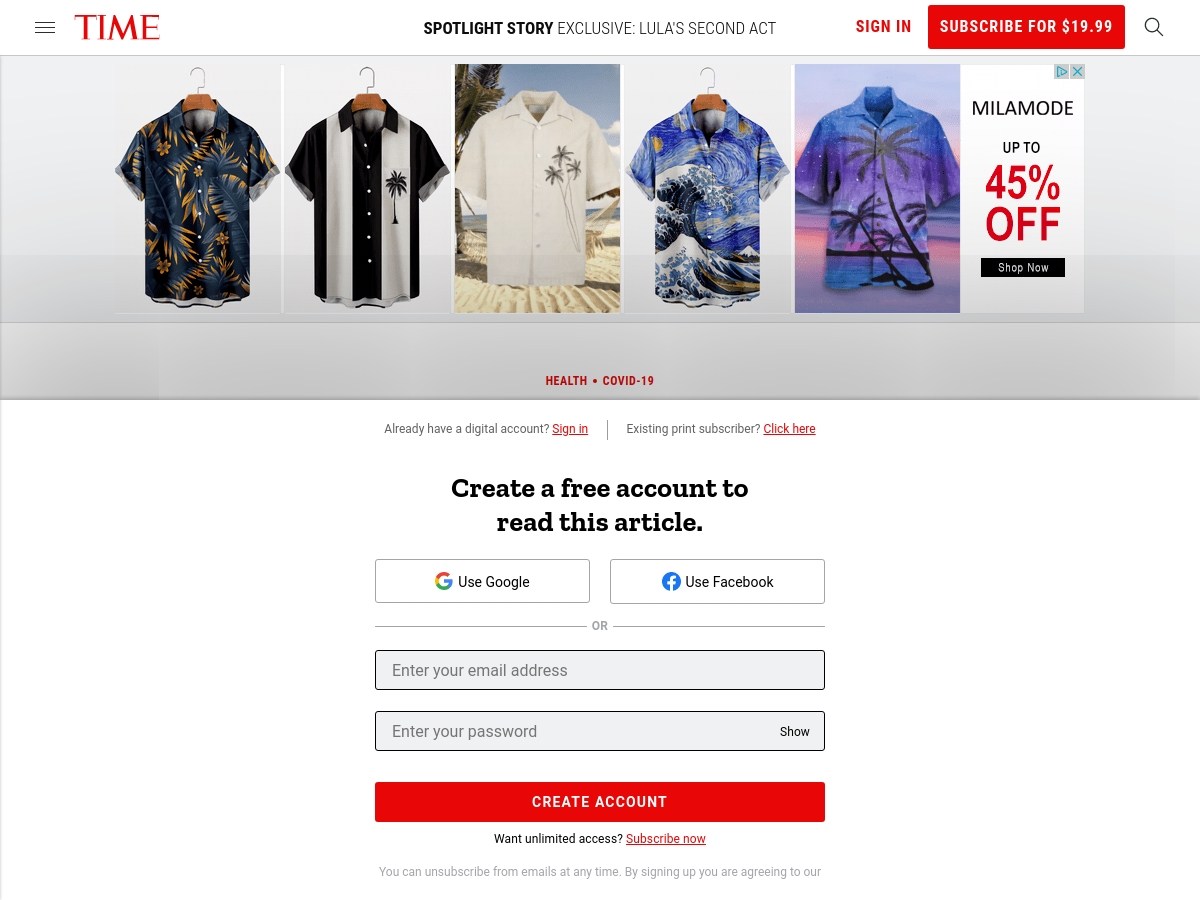 TIME
SPOTLIGHT STORY EXCLUSIVE: LULA'S SECOND ACT
SIGN IN
SUBSCRIBE FOR $19.99
MILAMODE
UP TO
45%
OFF
Shop Now
HEALTH • COVID-19
Already have a digital account? Sign in
Existing print subscriber? Click here
Create a free account to
read this article.
Use Google
Use Facebook
OR
Enter your email address
Enter your password
Show
CREATE ACCOUNT
Want unlimited access? Subscribe now
You can unsubscribe from emails at any time. By signing up you are agreeing to our